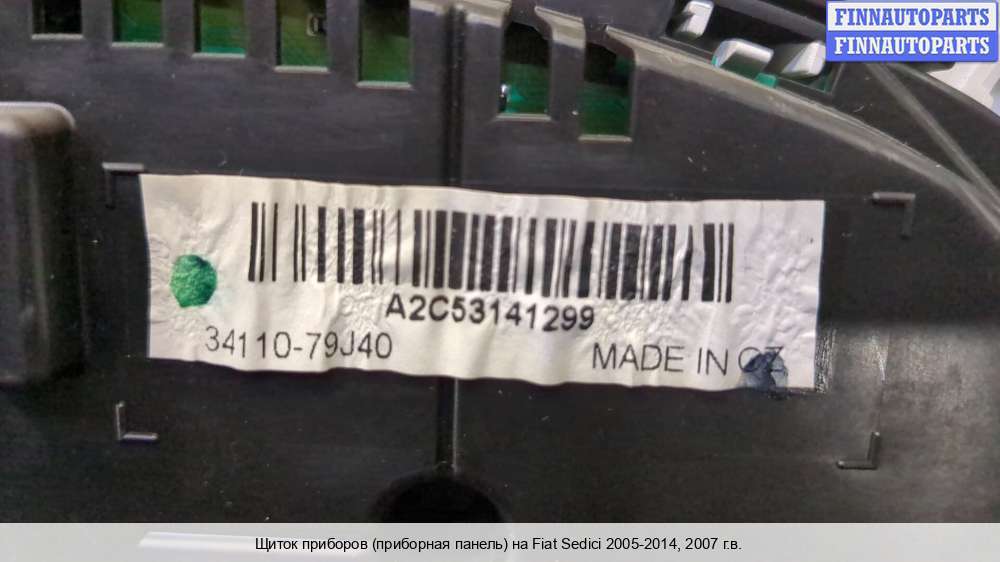 FINNAUTOPARTS
FINNAUTOPARTS
A2C53141299
34110-79J40
MADE IN CZ
Щиток приборов (приборная панель) на Fiat Sedici 2005-2014, 2007 г.в.